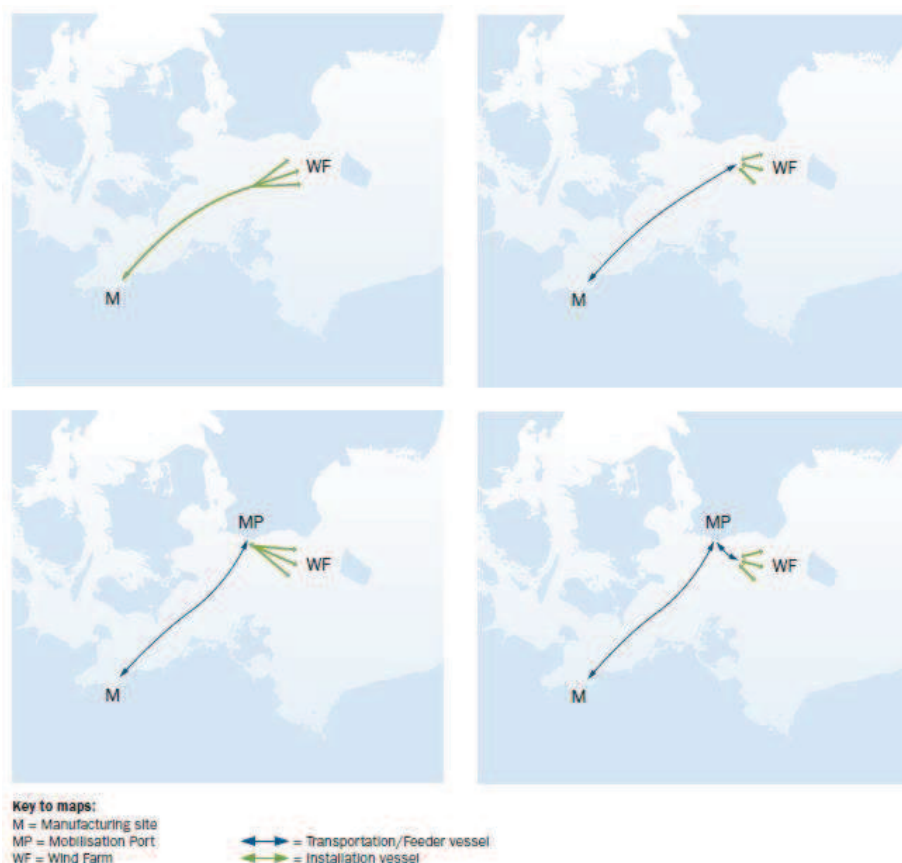 WF
M
WF
M
MP
WF
M
MP
WF
M
Key to maps:
M = Manufacturing site
MP = Mobilisation Port
WF = Wind Farm
= Transportation/Feeder vessel
= Installation vessel